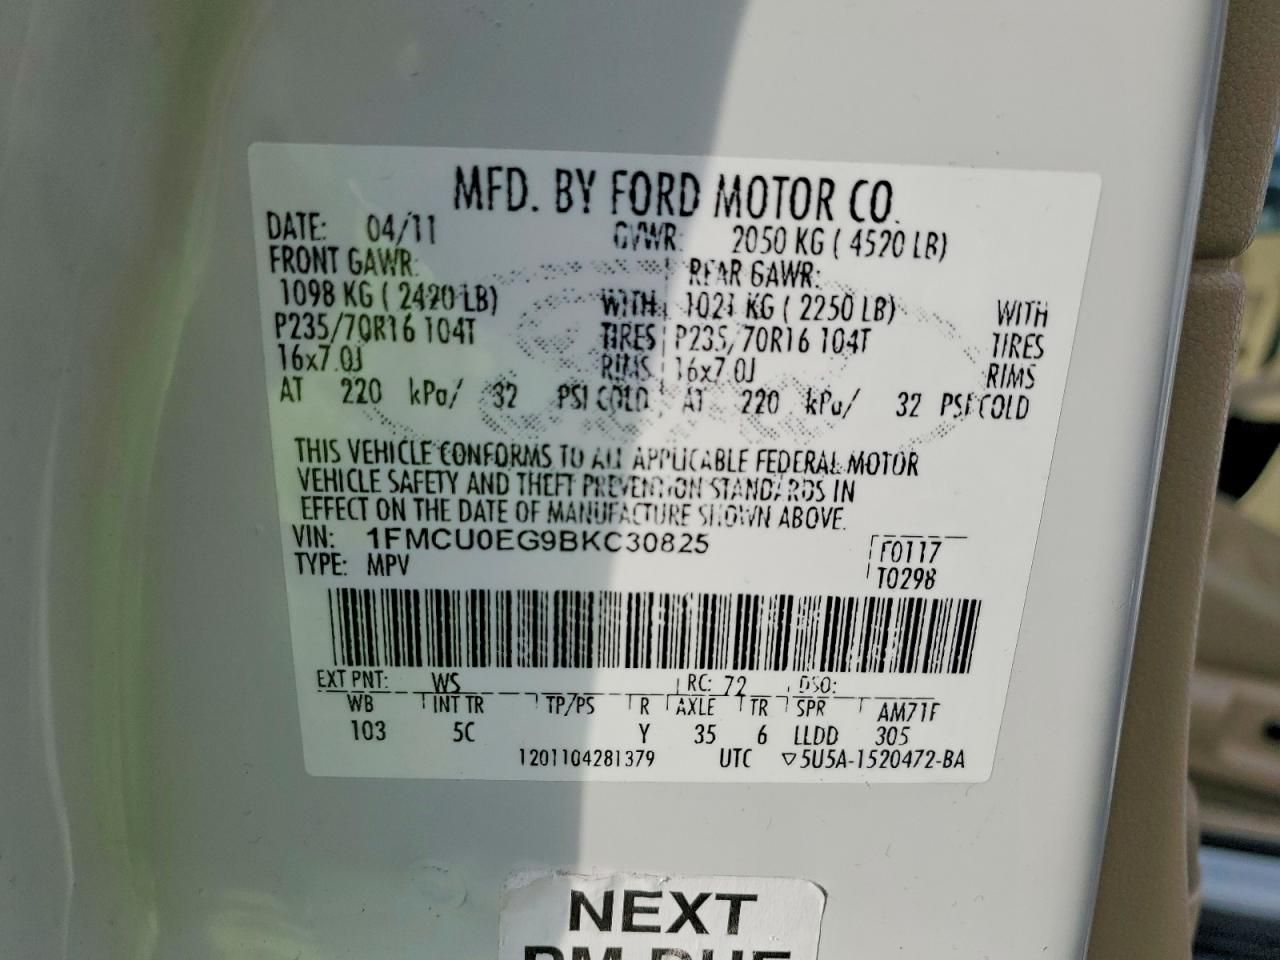 MFD. BY FORD MOTOR CO.
DATE: 04/11 GVWR: 2050 KG ( 4520 LB)
FRONT GAWR: REAR GAWR:
1098 KG ( 2420 LB) WITH 1021 KG ( 2250 LB) WITH
P235/70R16 104T TIRES P235/70R16 104T TIRES
16x7.0J RIMS 16x7.0J RIMS
AT 220 kPa/ 32 PSI COLD AT 220 kPa/ 32 PSI COLD
THIS VEHICLE CONFORMS TO ALL APPLICABLE FEDERAL MOTOR
VEHICLE SAFETY AND THEFT PREVENTION STANDARDS IN
EFFECT ON THE DATE OF MANUFACTURE SHOWN ABOVE.
VIN: 1FMCU0EG9BKC30825 F0117
TYPE: MPV T0298
EXT PNT: WS RC: 72 DSO:
WB INT TR TP/PS R AXLE TR SPR AM71F
103 5C Y 35 6 LLDD 305
1201104281379 UTC ▽5U5A-1520472-BA
NEXT
PM DUE